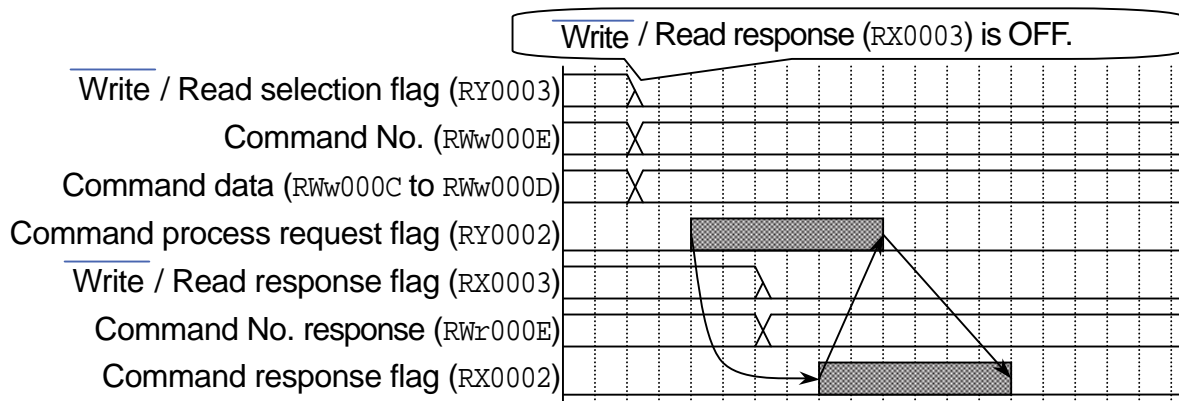 Write / Read response (RX0003) is OFF.
Write / Read selection flag (RY0003)
Command No. (RWw000E)
Command data (RWw000C to RWw000D)
Command process request flag (RY0002)
Write / Read response flag (RX0003)
Command No. response (RWr000E)
Command response flag (RX0002)